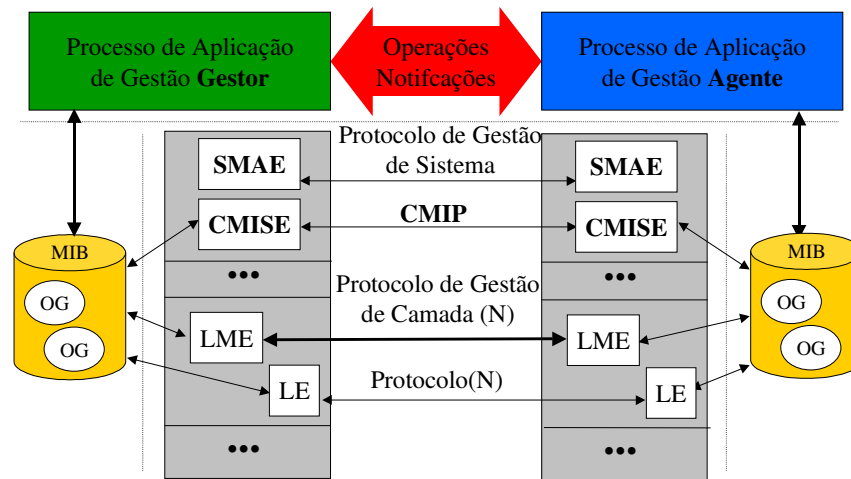 Processo de Aplicação
de Gestão Gestor
Operações
Notifcações
Processo de Aplicação
de Gestão Agente
Protocolo de Gestão
de Sistema
SMAE
SMAE
CMISE
CMIP
CMISE
MIB
OG
OG
MIB
OG
OG
•••
•••
Protocolo de Gestão
de Camada (N)
LME
LME
LE
Protocolo(N)
LE
•••
•••